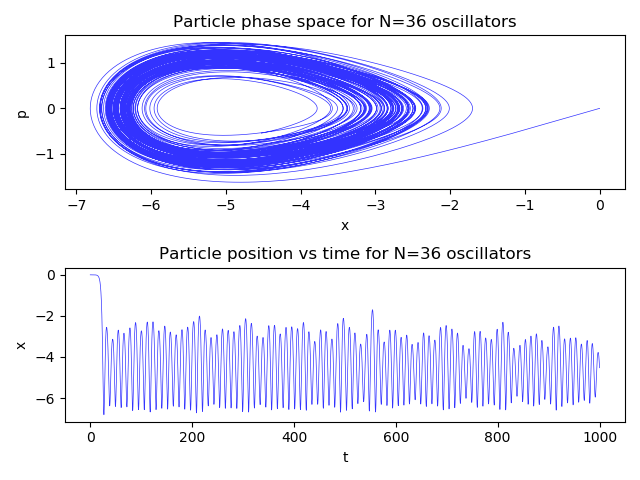 Particle phase space for N=36 oscillators
1
0
−1
p
−7 −6 −5 −4 −3 −2 −1 0
x
Particle position vs time for N=36 oscillators
0
−2
−4
−6
x
0 200 400 600 800 1000
t